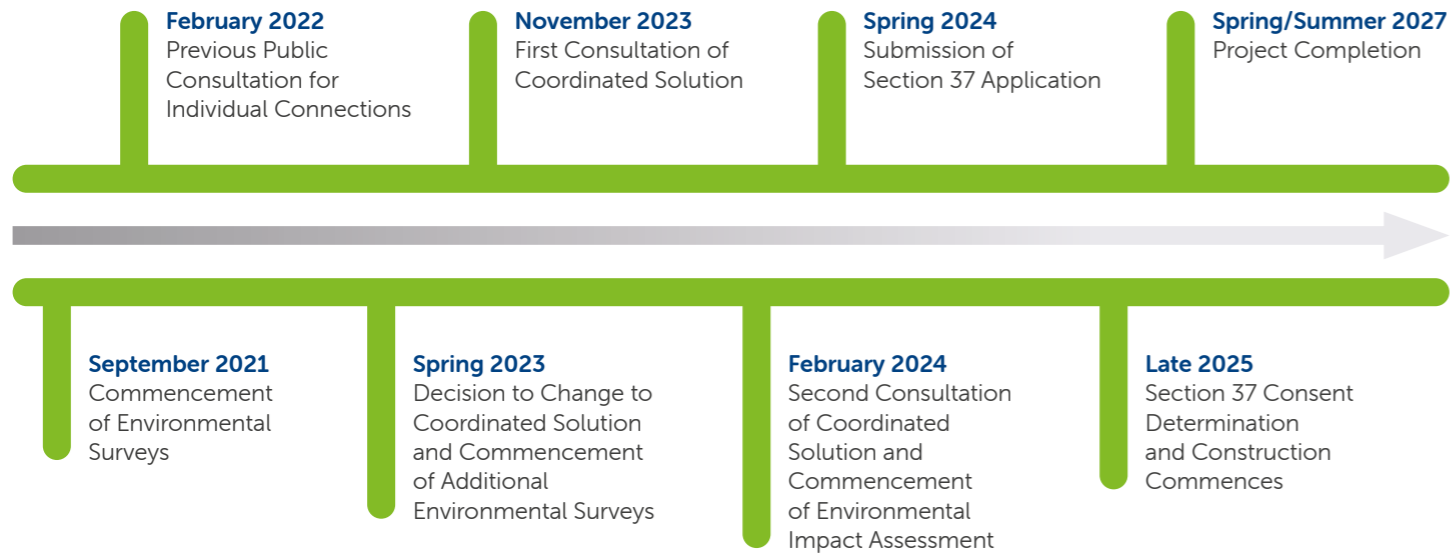 February 2022
Previous Public
Consultation for
Individual Connections
November 2023
First Consultation of
Coordinated Solution
Spring 2024
Submission of
Section 37 Application
Spring/Summer 2027
Project Completion
September 2021
Commencement
of Environmental
Surveys
Spring 2023
Decision to Change to
Coordinated Solution
and Commencement
of Additional
Environmental Surveys
February 2024
Second Consultation
of Coordinated
Solution and
Commencement
of Environmental
Impact Assessment
Late 2025
Section 37 Consent
Determination
and Construction
Commences